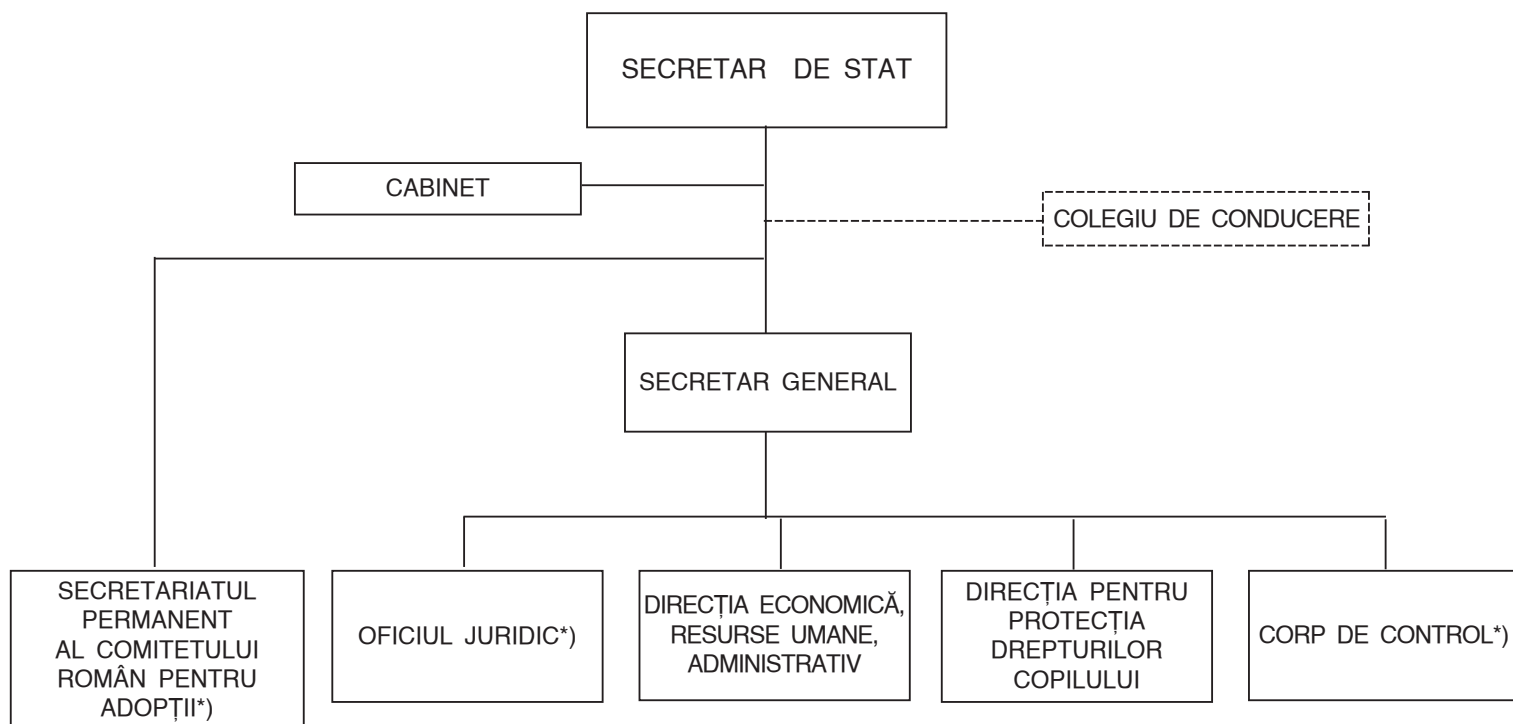 SECRETAR DE STAT
CABINET
COLEGIU DE CONDUCERE
SECRETAR GENERAL
SECRETARIATUL
PERMANENT
AL COMITETULUI
ROMÂN PENTRU
ADOPȚII*)
OFICIUL JURIDIC*)
DIRECȚIA ECONOMICĂ,
RESURSE UMANE,
ADMINISTRATIV
DIRECȚIA PENTRU
PROTECȚIA
DREPTURILOR
COPILULUI
CORP DE CONTROL*)